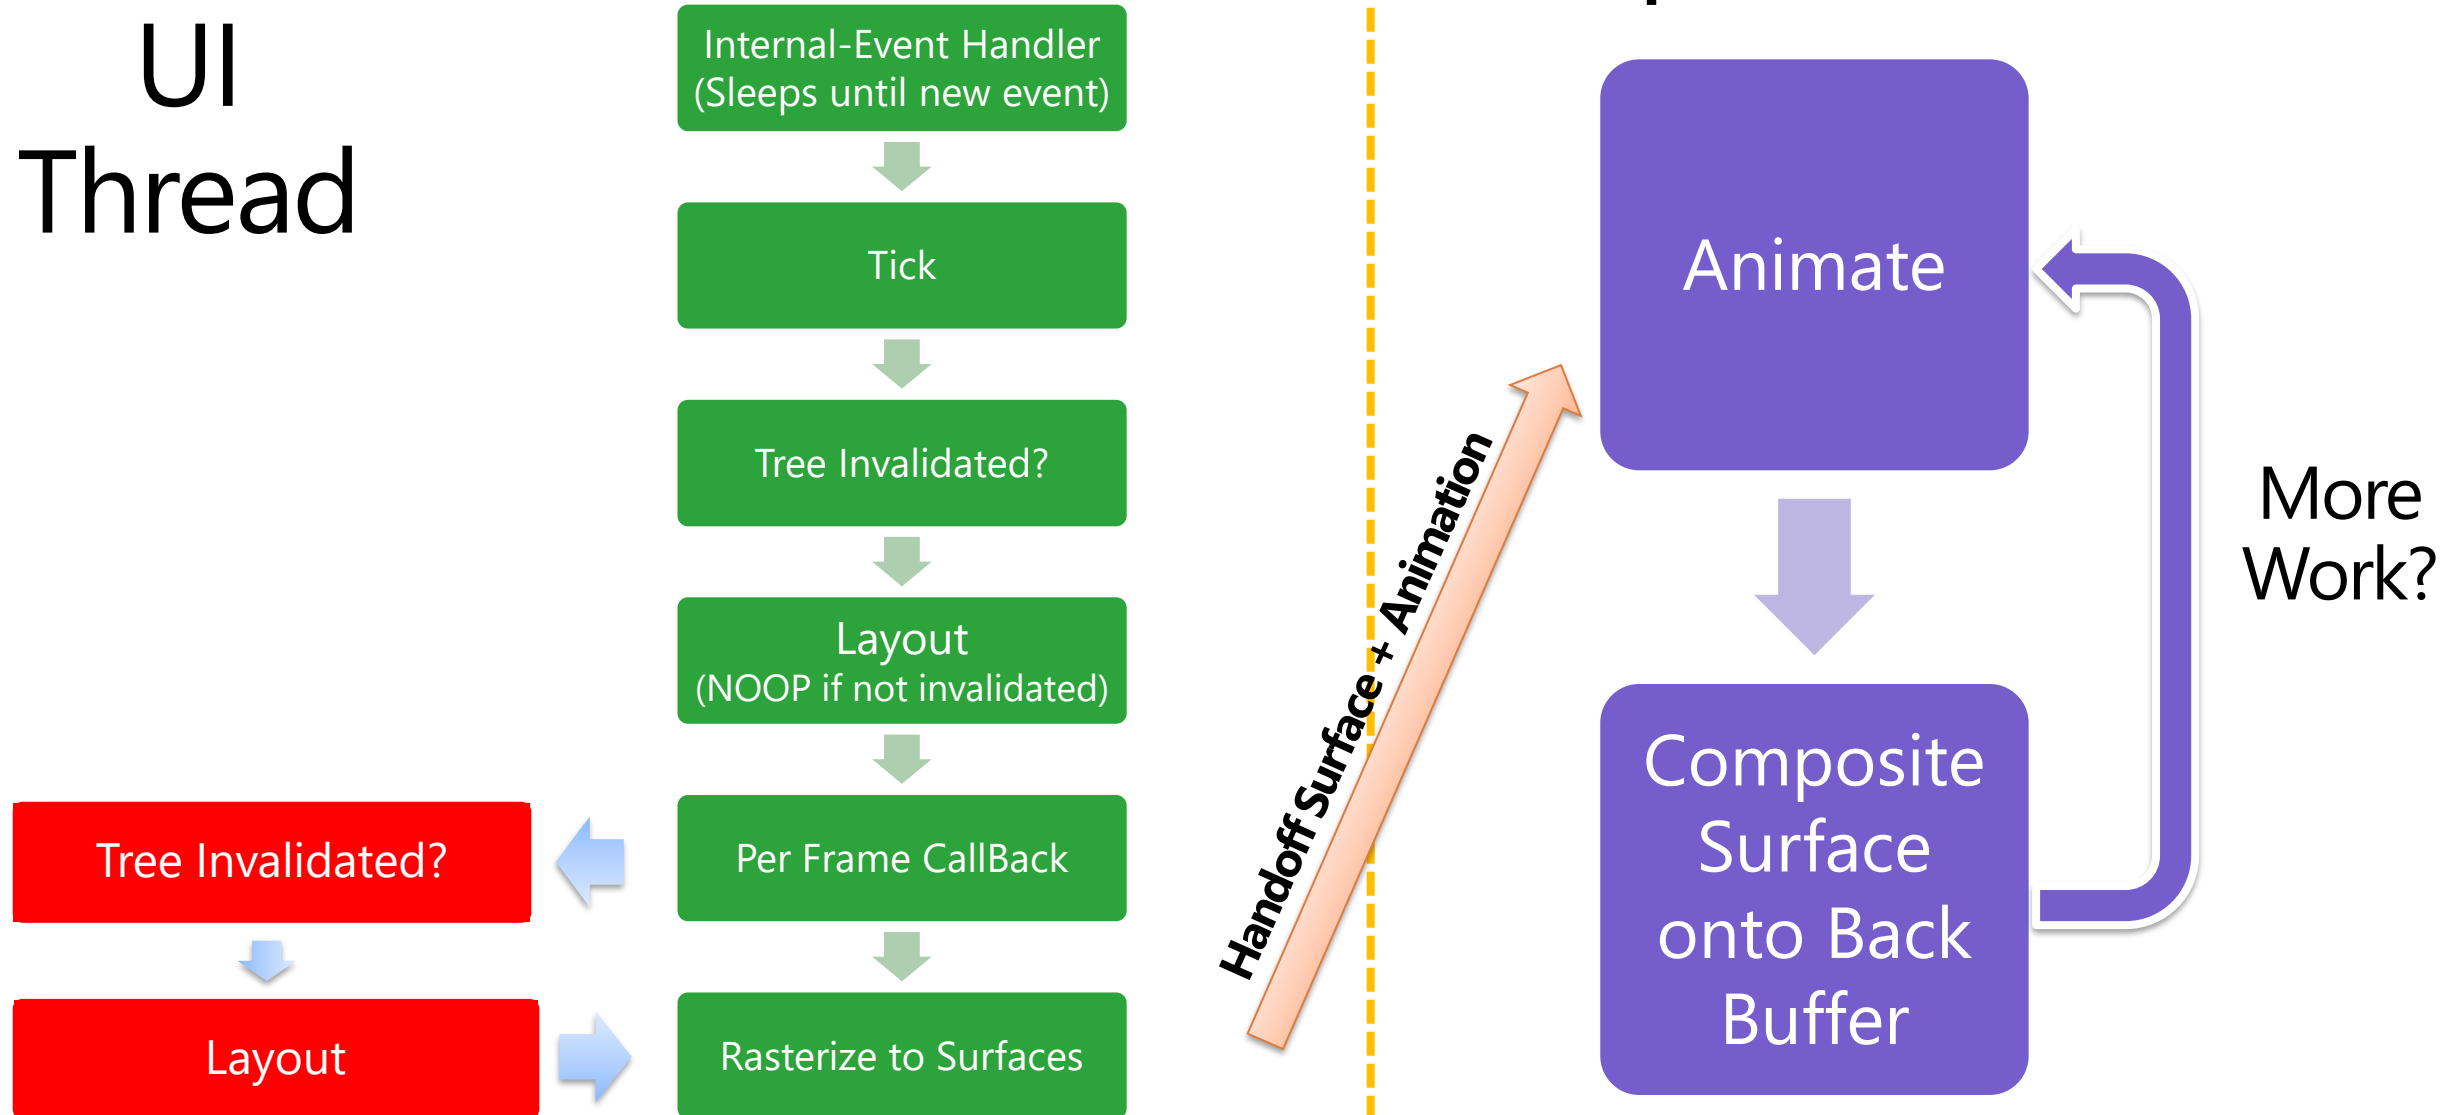 UI
Thread
Internal-Event Handler
(Sleeps until new event)
Tick
Tree Invalidated?
Layout
(NOOP if not invalidated)
Per Frame CallBack
Rasterize to Surfaces
Tree Invalidated?
Layout
Handoff Surface + Animation
Animate
Composite
Surface
onto Back
Buffer
More
Work?